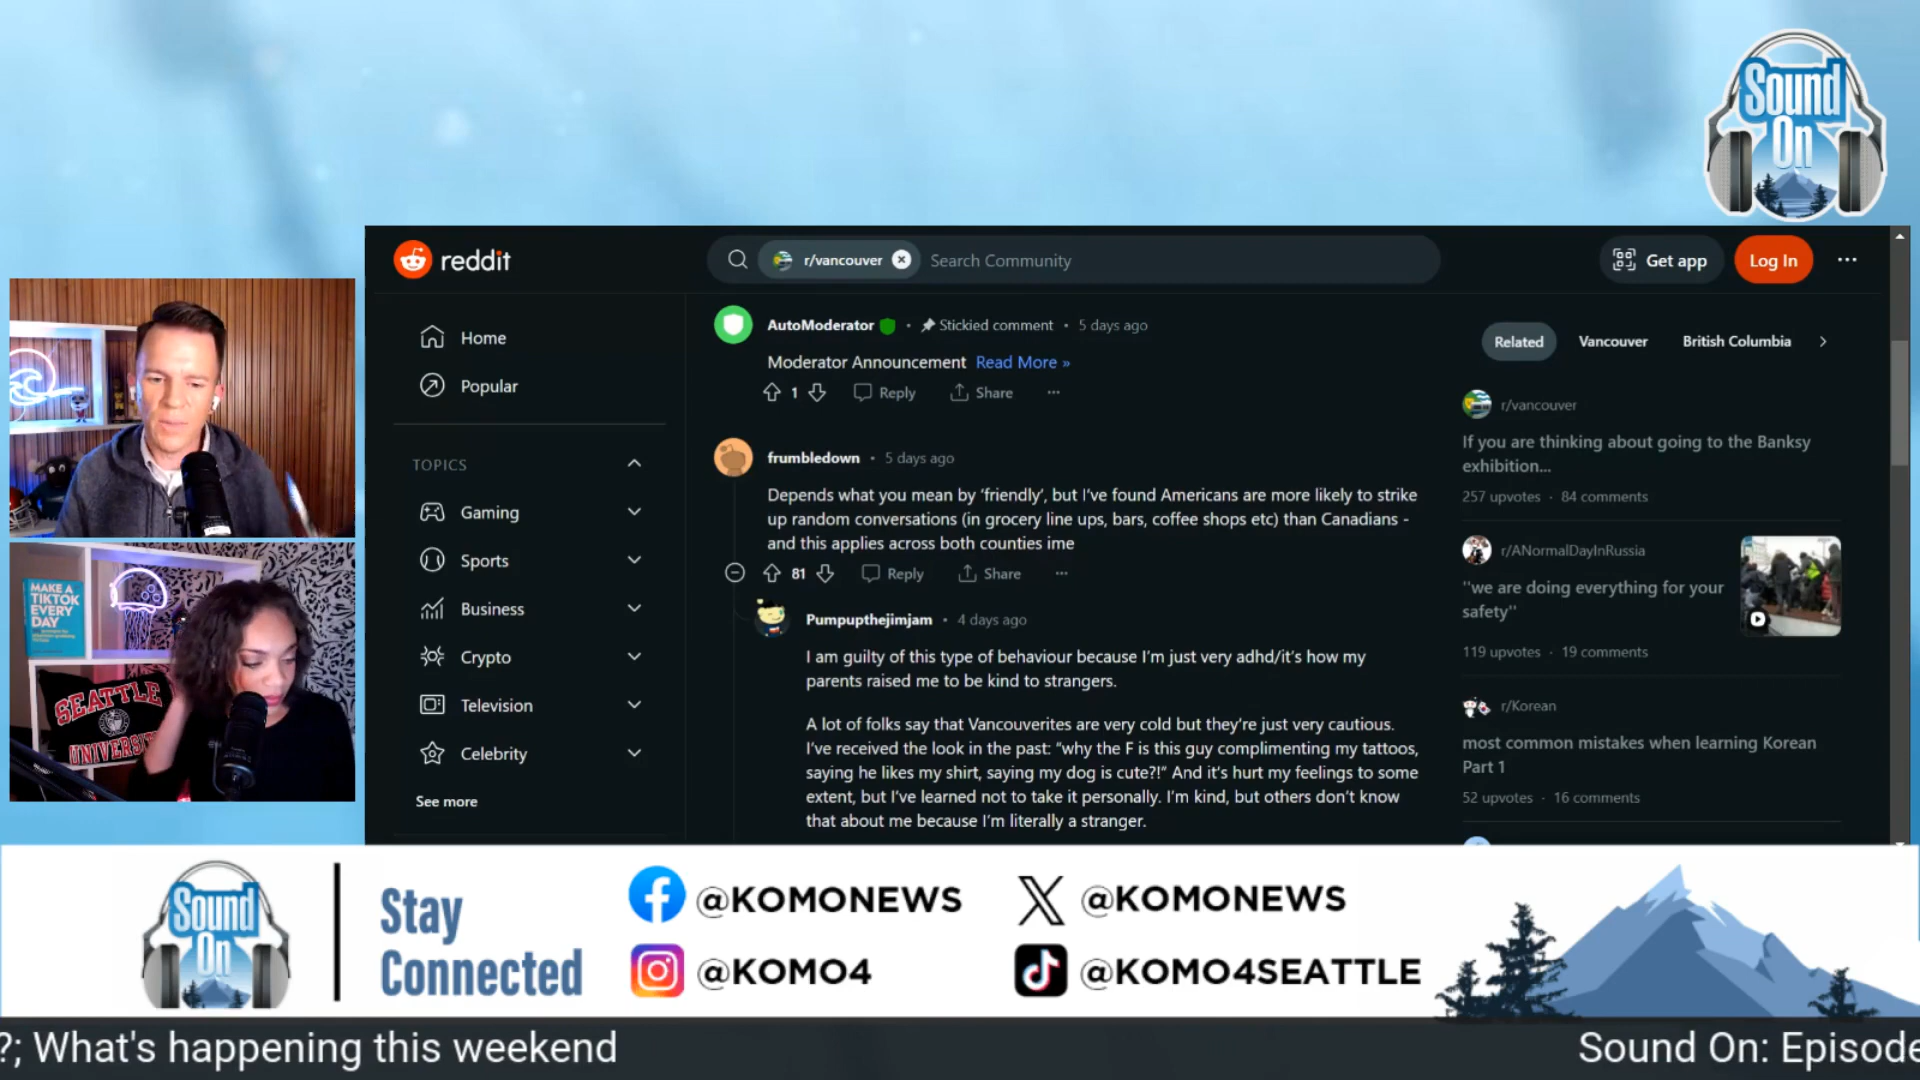 Sound
On
reddit
r/vancouver
Search Community
Get app
Log In
Home
Popular
TOPICS
Gaming
Sports
Business
Crypto
Television
Celebrity
See more
AutoModerator • Stickied comment • 5 days ago
Moderator Announcement Read More »
1 Reply Share ...
frumbledown • 5 days ago
Depends what you mean by ‘friendly’, but I’ve found Americans are more likely to strike
up random conversations (in grocery line ups, bars, coffee shops etc) than Canadians -
and this applies across both counties ime
81 Reply Share ...
Pumpupthejimjam • 4 days ago
I am guilty of this type of behaviour because I’m just very adhd/it’s how my
parents raised me to be kind to strangers.
A lot of folks say that Vancouverites are very cold but they’re just very cautious.
I’ve received the look in the past: “why the F is this guy complimenting my tattoos,
saying he likes my shirt, saying my dog is cute?!” And it’s hurt my feelings to some
extent, but I’ve learned not to take it personally. I’m kind, but others don’t know
that about me because I’m literally a stranger.
Related
Vancouver
British Columbia
r/vancouver
If you are thinking about going to the Banksy
exhibition...
257 upvotes · 84 comments
r/ANormalDayInRussia
''we are doing everything for your
safety''
119 upvotes · 19 comments
r/Korean
most common mistakes when learning Korean
Part 1
52 upvotes · 16 comments
MAKE A
TIKTOK
EVERY
DAY
SEATTLE
UNIVERSI
Sound
On
Stay
Connected
@KOMONEWS
@KOMO4
@KOMONEWS
@KOMO4SEATTLE
?; What's happening this weekend
Sound On: Episode